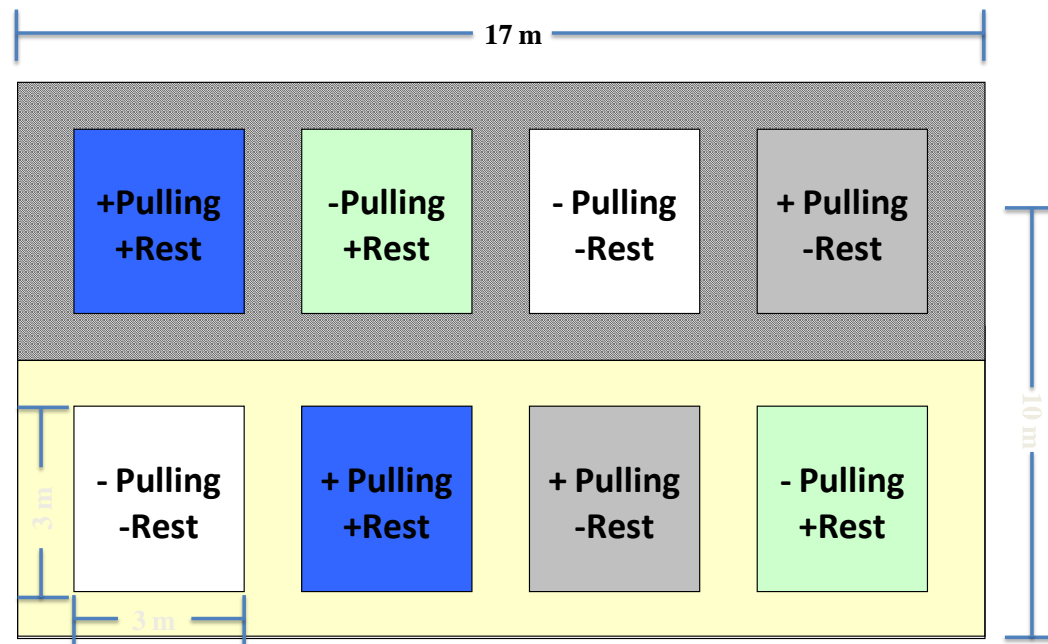 17 m
+Pulling
+Rest
-Pulling
+Rest
- Pulling
-Rest
+ Pulling
-Rest
10 m
3 m
- Pulling
-Rest
+ Pulling
+Rest
+ Pulling
-Rest
- Pulling
+Rest
3 m